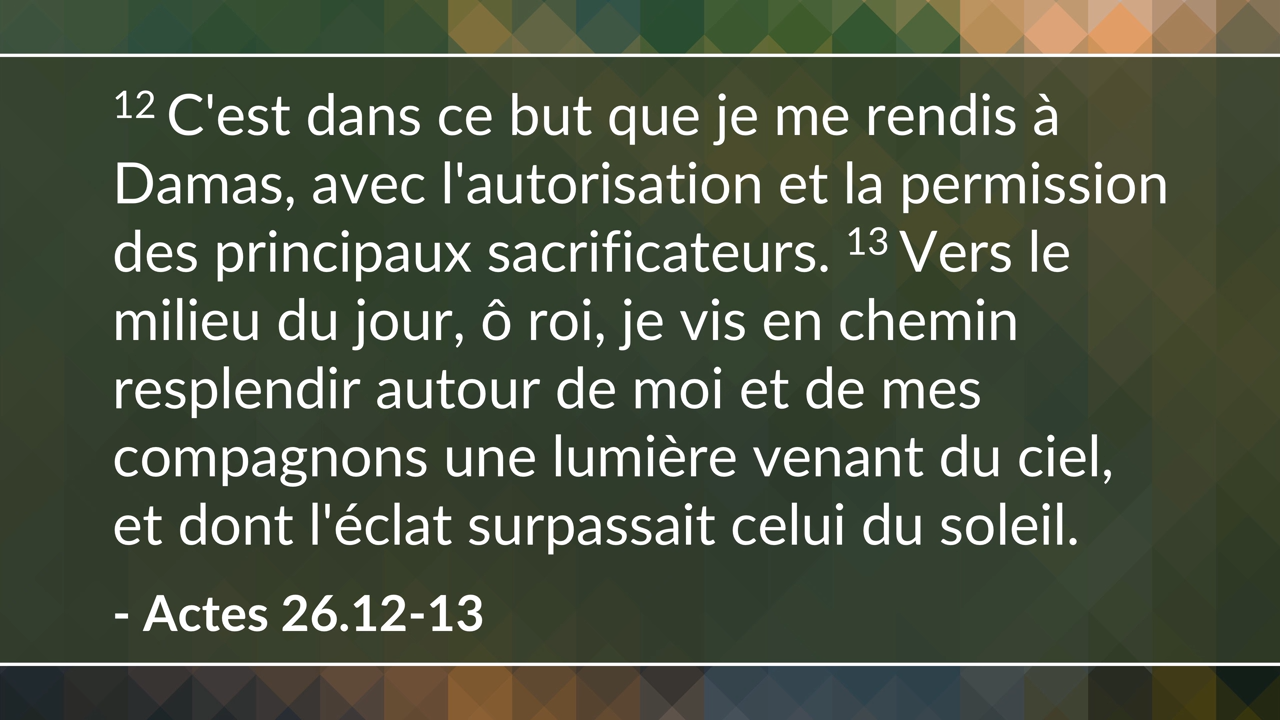 12 C'est dans ce but que je me rendis à
Damas, avec l'autorisation et la permission
des principaux sacrificateurs. 13 Vers le
milieu du jour, ô roi, je vis en chemin
resplendir autour de moi et de mes
compagnons une lumière venant du ciel,
et dont l'éclat surpassait celui du soleil.
- Actes 26.12-13